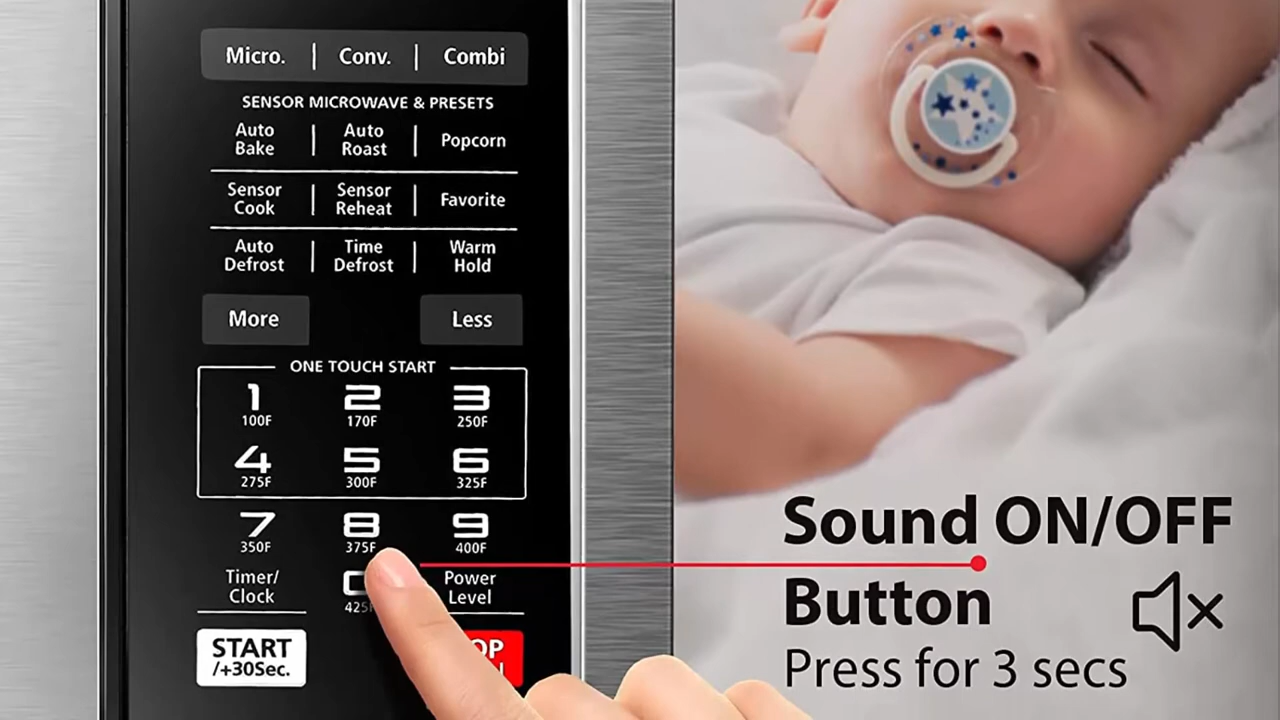 Micro. Conv. Combi
SENSOR MICROWAVE & PRESETS
Auto Bake
Auto Roast
Popcorn
Sensor Cook
Sensor Reheat
Favorite
Auto Defrost
Time Defrost
Warm Hold
More Less
ONE TOUCH START
1 2 3
100F 170F 250F
4 5 6
275F 300F 325F
7 8 9
350F 375F 400F
Timer/ Clock
Power Level
START
/+30Sec.
Sound ON/OFF
Button
Press for 3 secs